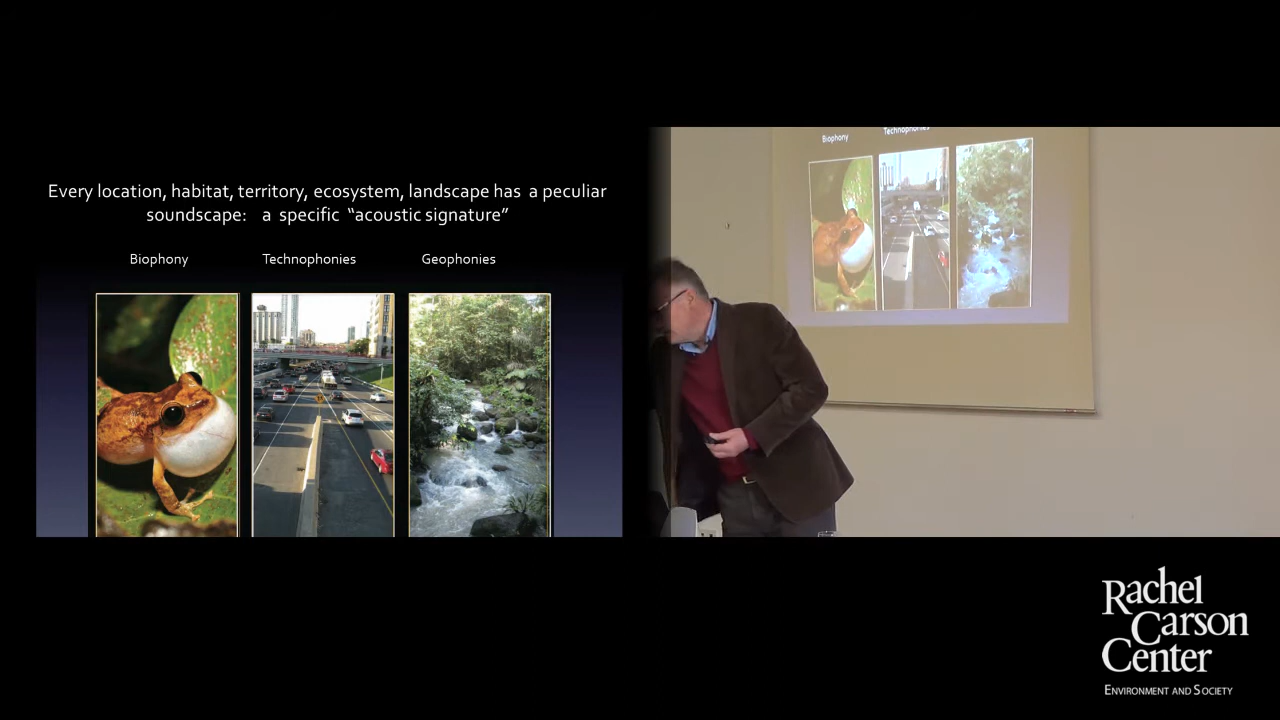 Every location, habitat, territory, ecosystem, landscape has a peculiar
soundscape: a specific “acoustic signature”
Biophony Technophonies Geophonies
Biophony Technophonies
Rachel
Carson
Center
ENVIRONMENT AND SOCIETY